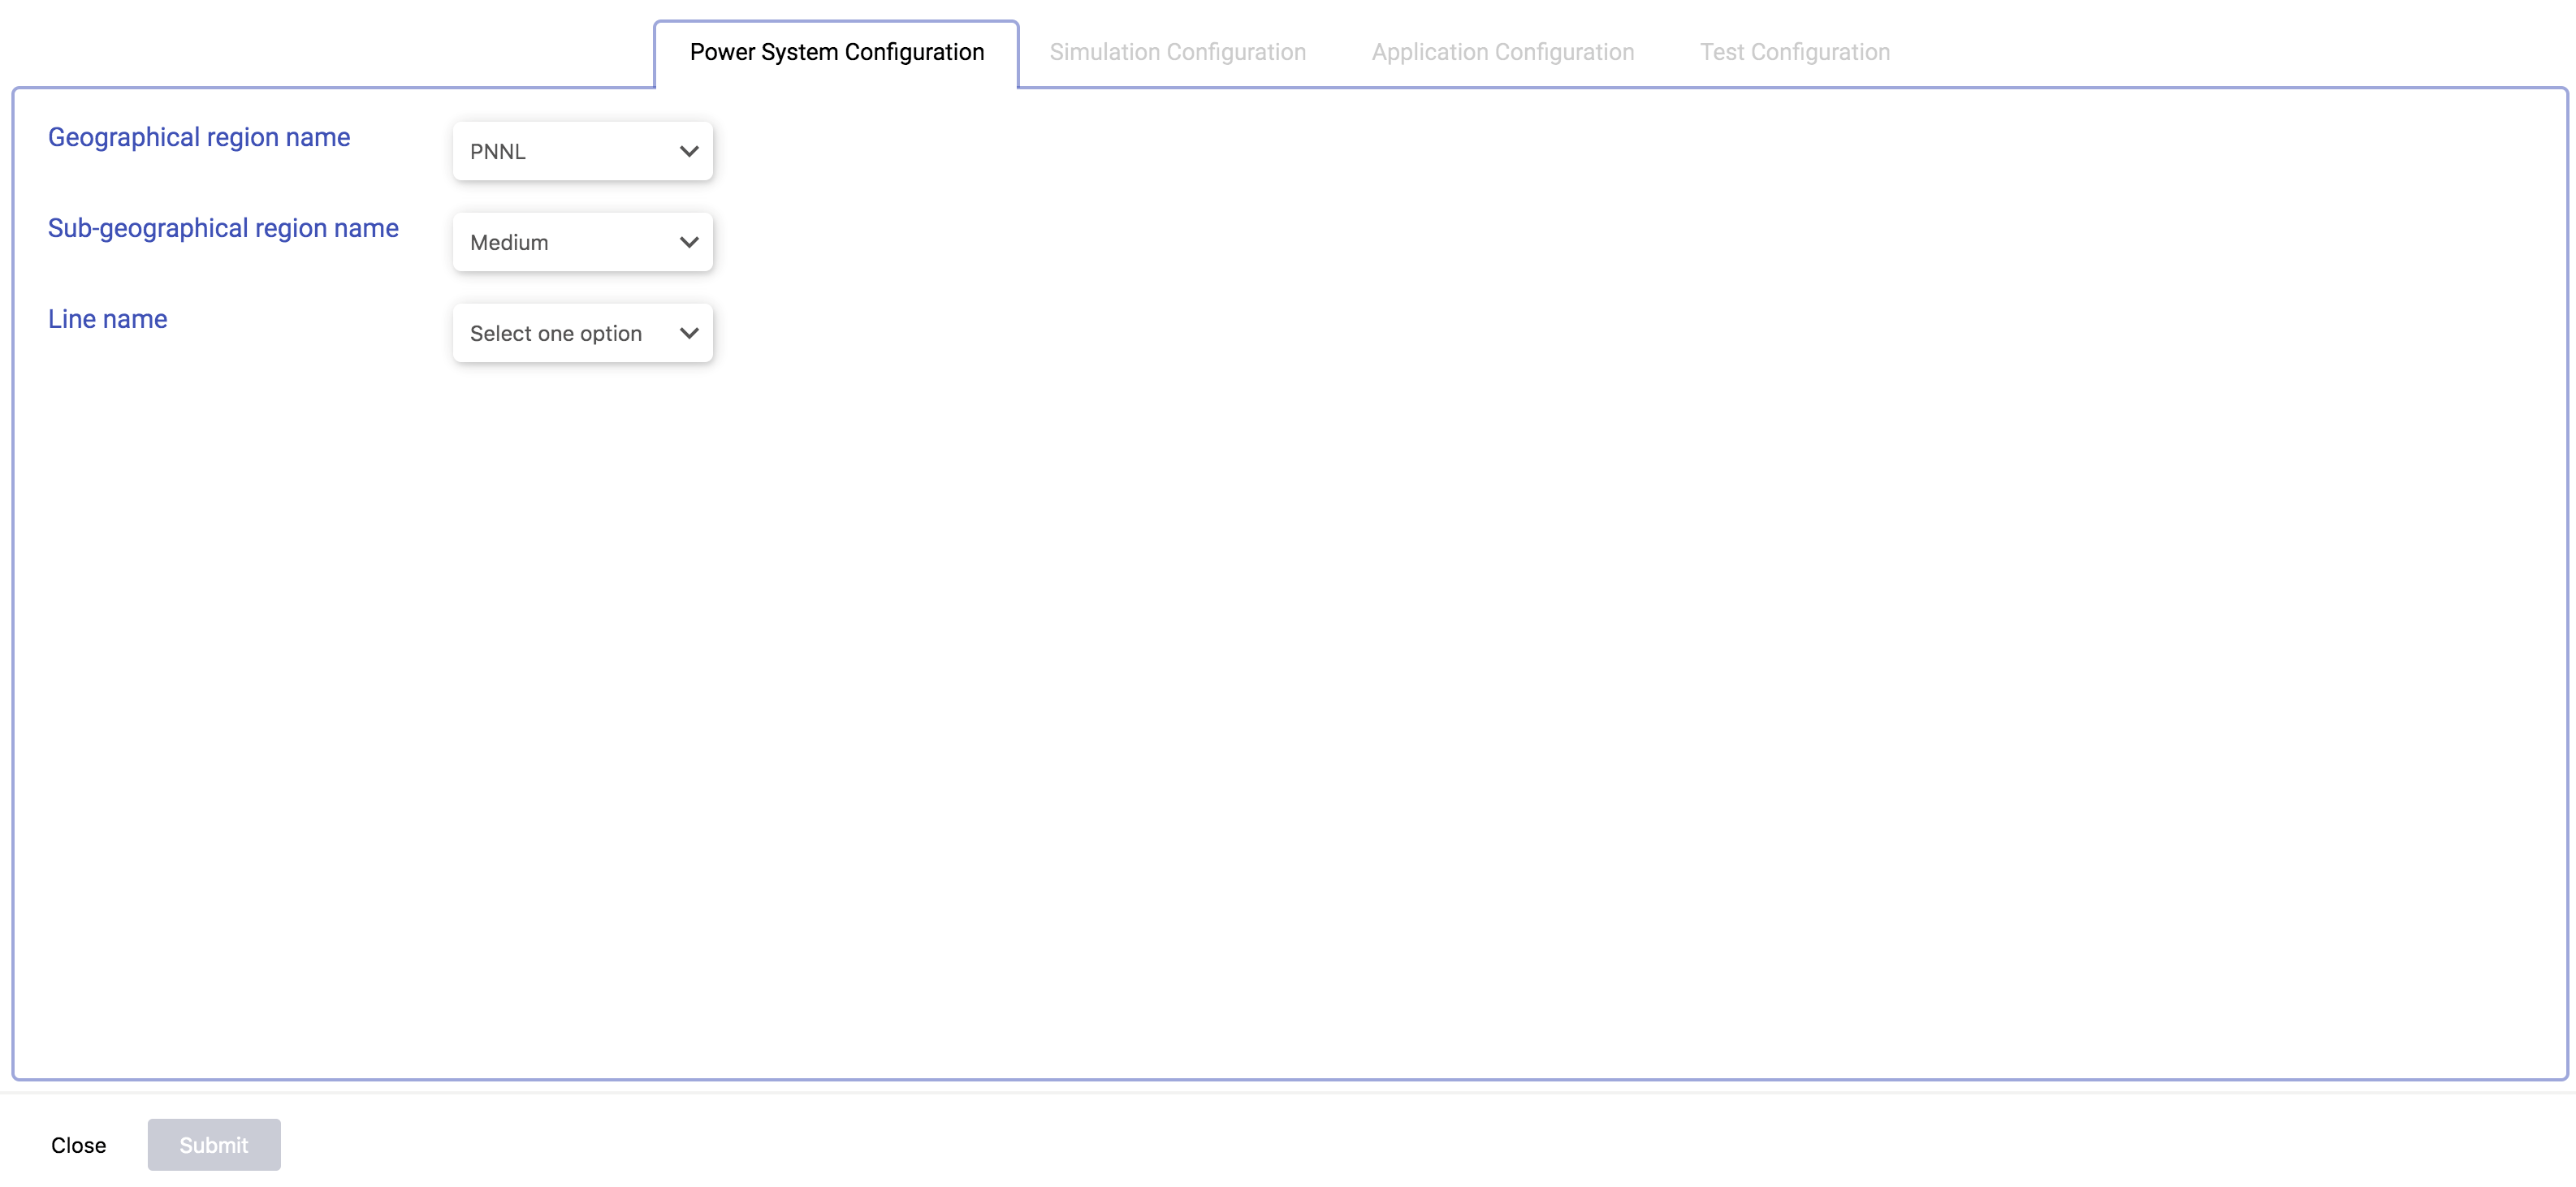 Power System Configuration Simulation Configuration Application Configuration Test Configuration
Geographical region name PNNL
Sub-geographical region name Medium
Line name Select one option
Close Submit